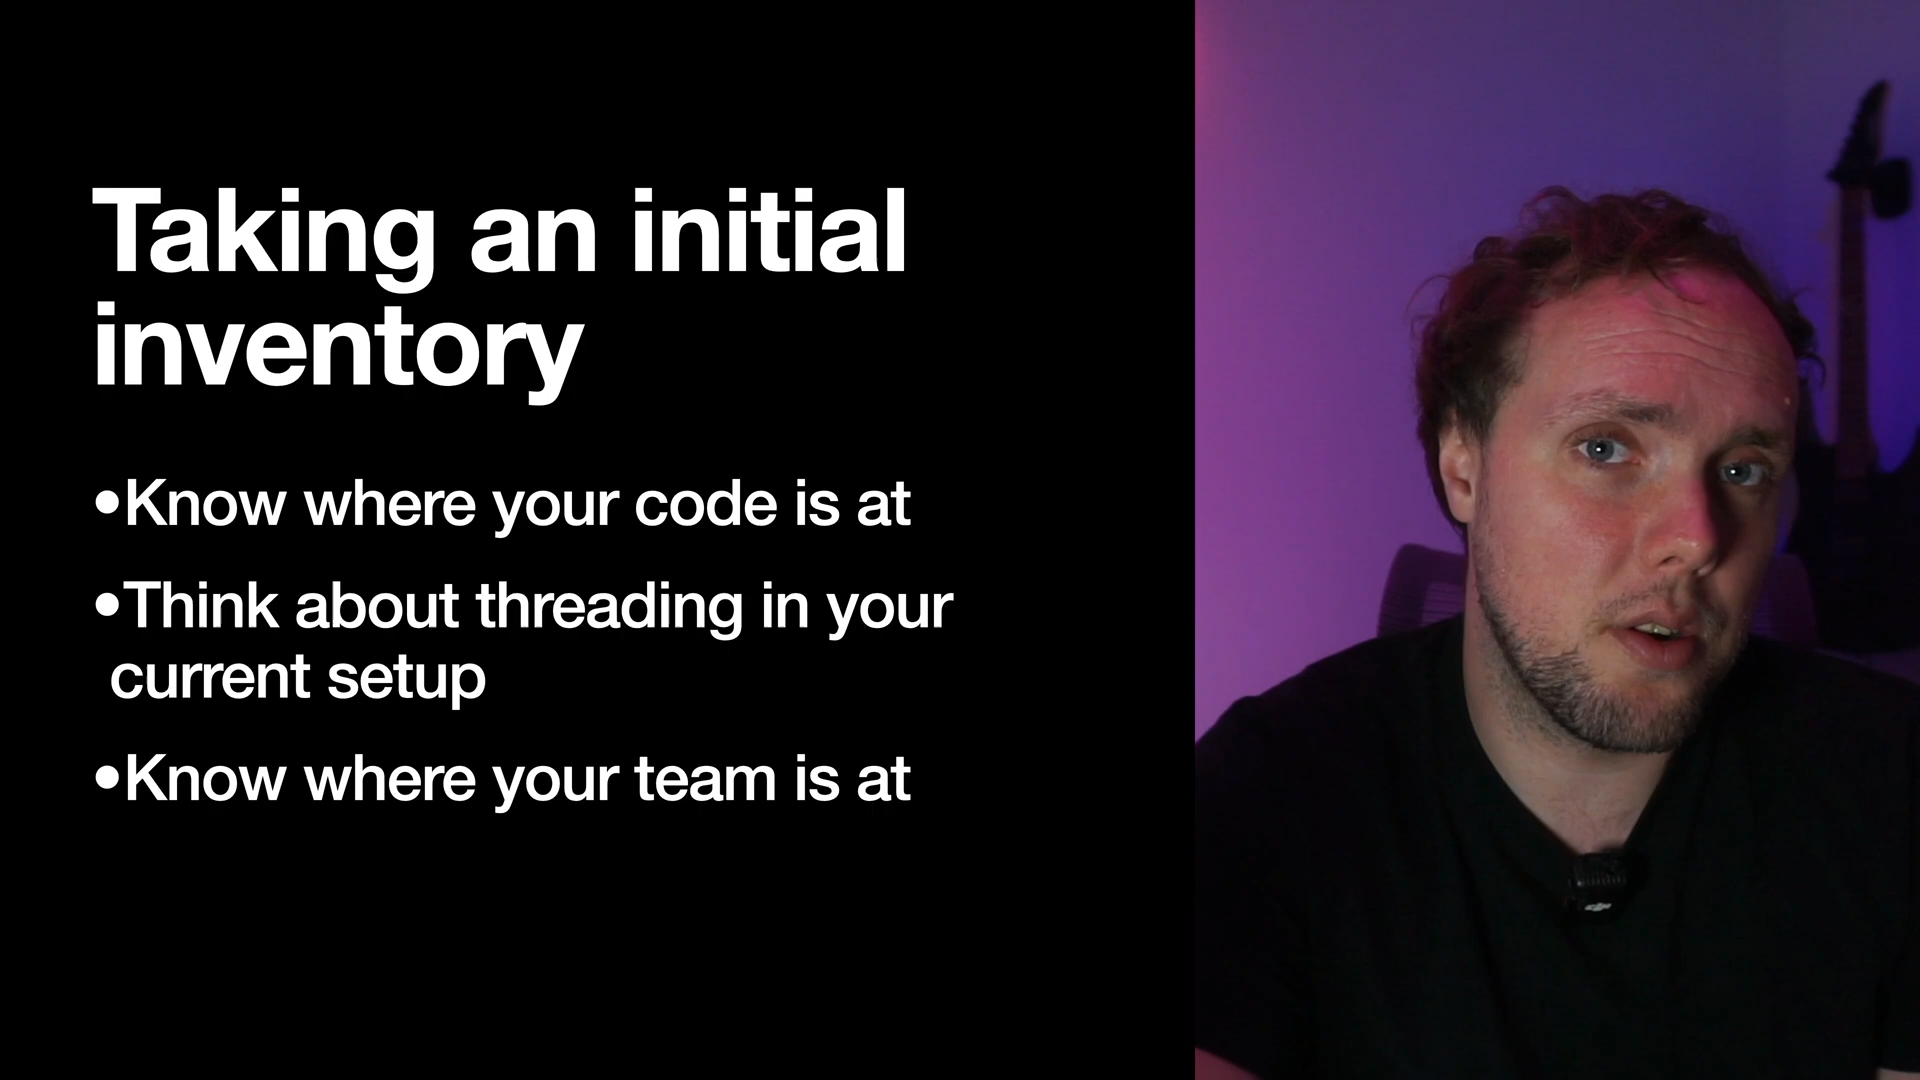 Taking an initial
inventory
•Know where your code is at
•Think about threading in your
current setup
•Know where your team is at